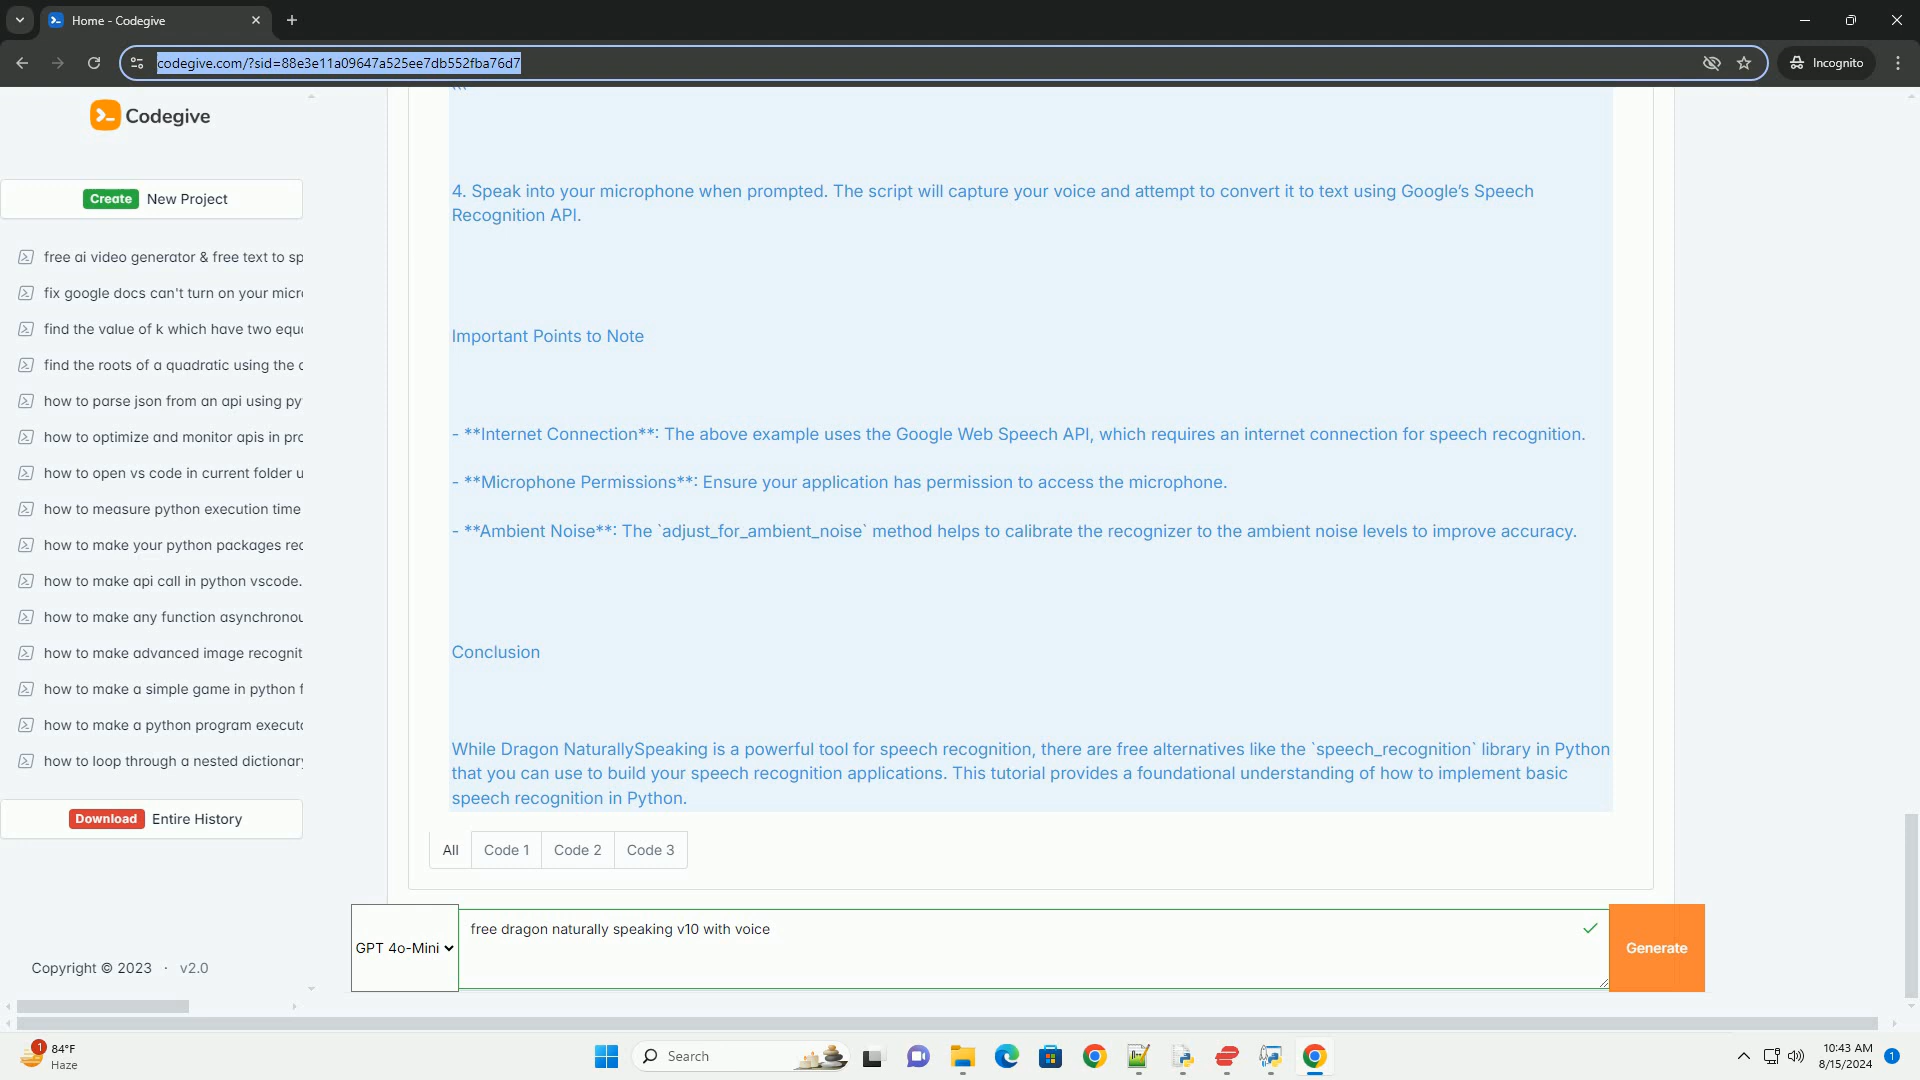 Home - Codegive
codegive.com/?sid=88e3e11a09647a525ee7db552fba76d7
Incognito
Codegive
Create New Project
free ai video generator & free text to sp
fix google docs can't turn on your micr
find the value of k which have two equ
find the roots of a quadratic using the
how to parse json from an api using py
how to optimize and monitor apis in pro
how to open vs code in current folder u
how to measure python execution time
how to make your python packages rec
how to make api call in python vscode.
how to make any function asynchronou
how to make advanced image recognit
how to make a simple game in python f
how to make a python program execut
how to loop through a nested dictionary
Download Entire History
Copyright © 2023 · v2.0
```
4. Speak into your microphone when prompted. The script will capture your voice and attempt to convert it to text using Google’s Speech
Recognition API.
Important Points to Note
- **Internet Connection**: The above example uses the Google Web Speech API, which requires an internet connection for speech recognition.
- **Microphone Permissions**: Ensure your application has permission to access the microphone.
- **Ambient Noise**: The `adjust_for_ambient_noise` method helps to calibrate the recognizer to the ambient noise levels to improve accuracy.
Conclusion
While Dragon NaturallySpeaking is a powerful tool for speech recognition, there are free alternatives like the `speech_recognition` library in Python
that you can use to build your speech recognition applications. This tutorial provides a foundational understanding of how to implement basic
speech recognition in Python.
All Code 1 Code 2 Code 3
GPT 4o-Mini
free dragon naturally speaking v10 with voice
Generate
1
84°F
Haze
Search
10:43 AM
8/15/2024
1